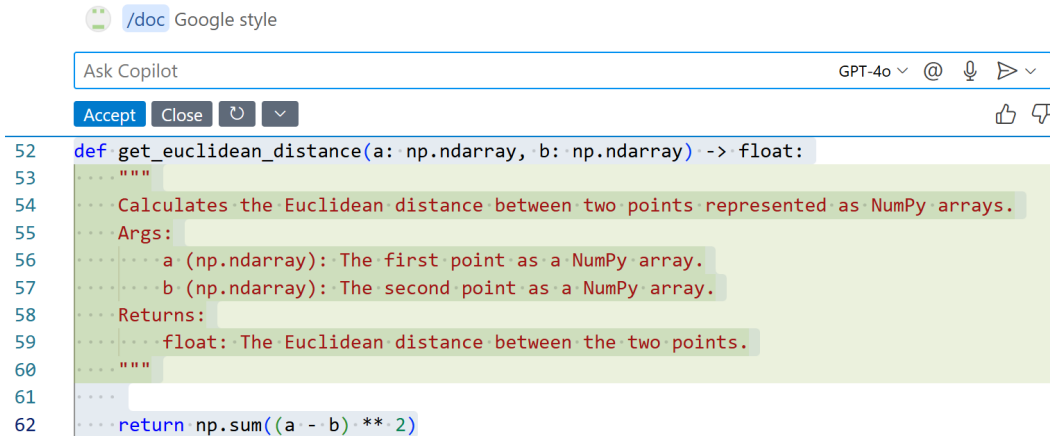 /doc Google style
Ask Copilot GPT-4o @
Accept Close
52 def get_euclidean_distance(a: np.ndarray, b: np.ndarray) -> float:
53 """
54 Calculates the Euclidean distance between two points represented as NumPy arrays.
55 Args:
56 a (np.ndarray): The first point as a NumPy array.
57 b (np.ndarray): The second point as a NumPy array.
58 Returns:
59 float: The Euclidean distance between the two points.
60 """
61
62 return np.sum((a - b) ** 2)